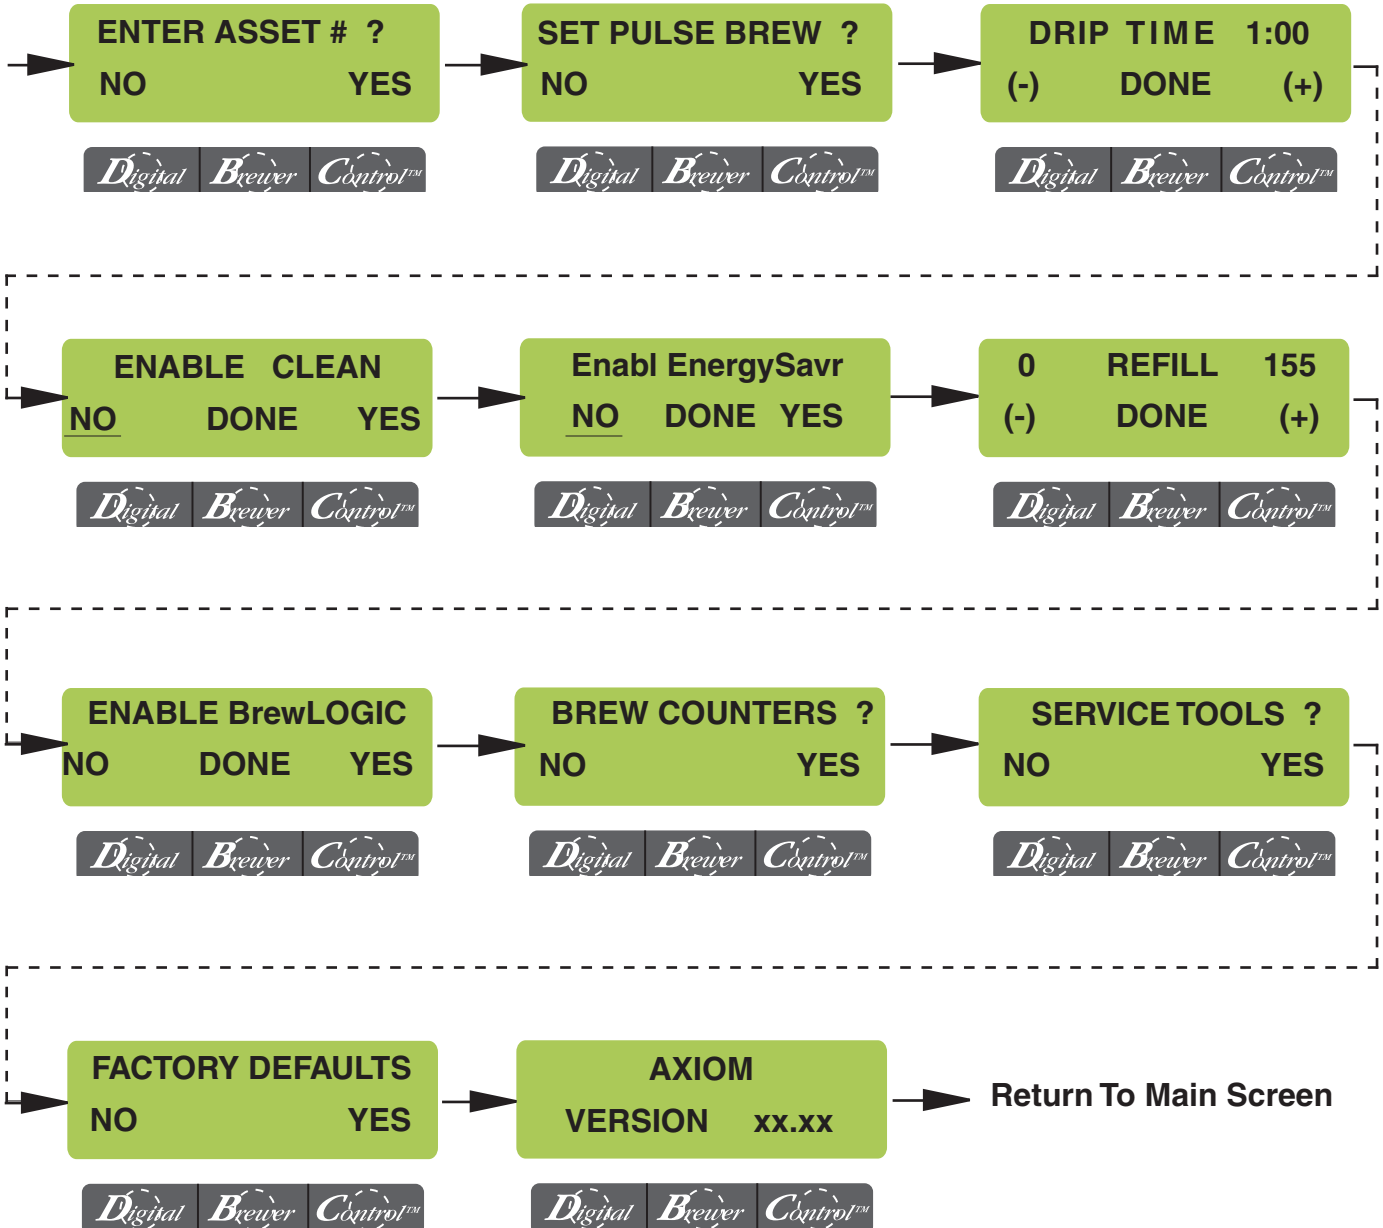 ENTER ASSET # ?
NO YES
Digital Brewer Control™
SET PULSE BREW ?
NO YES
Digital Brewer Control™
DRIP TIME 1:00
(-) DONE (+)
Digital Brewer Control™
ENABLE CLEAN
NO DONE YES
Digital Brewer Control™
Enabl EnergySavr
NO DONE YES
Digital Brewer Control™
0 REFILL 155
(-) DONE (+)
Digital Brewer Control™
ENABLE BrewLOGIC
NO DONE YES
Digital Brewer Control™
BREW COUNTERS ?
NO YES
Digital Brewer Control™
SERVICE TOOLS ?
NO YES
Digital Brewer Control™
FACTORY DEFAULTS
NO YES
Digital Brewer Control™
AXIOM
VERSION xx.xx
Digital Brewer Control™
Return To Main Screen